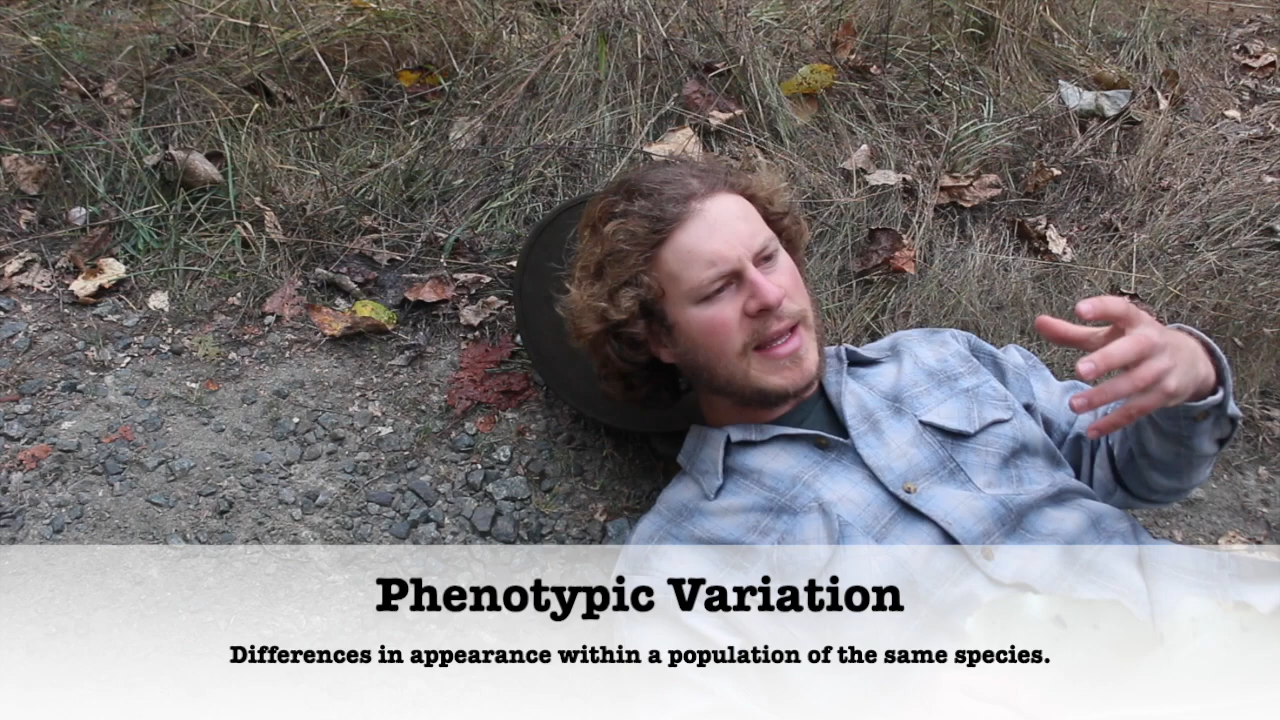 Phenotypic Variation
Differences in appearance within a population of the same species.